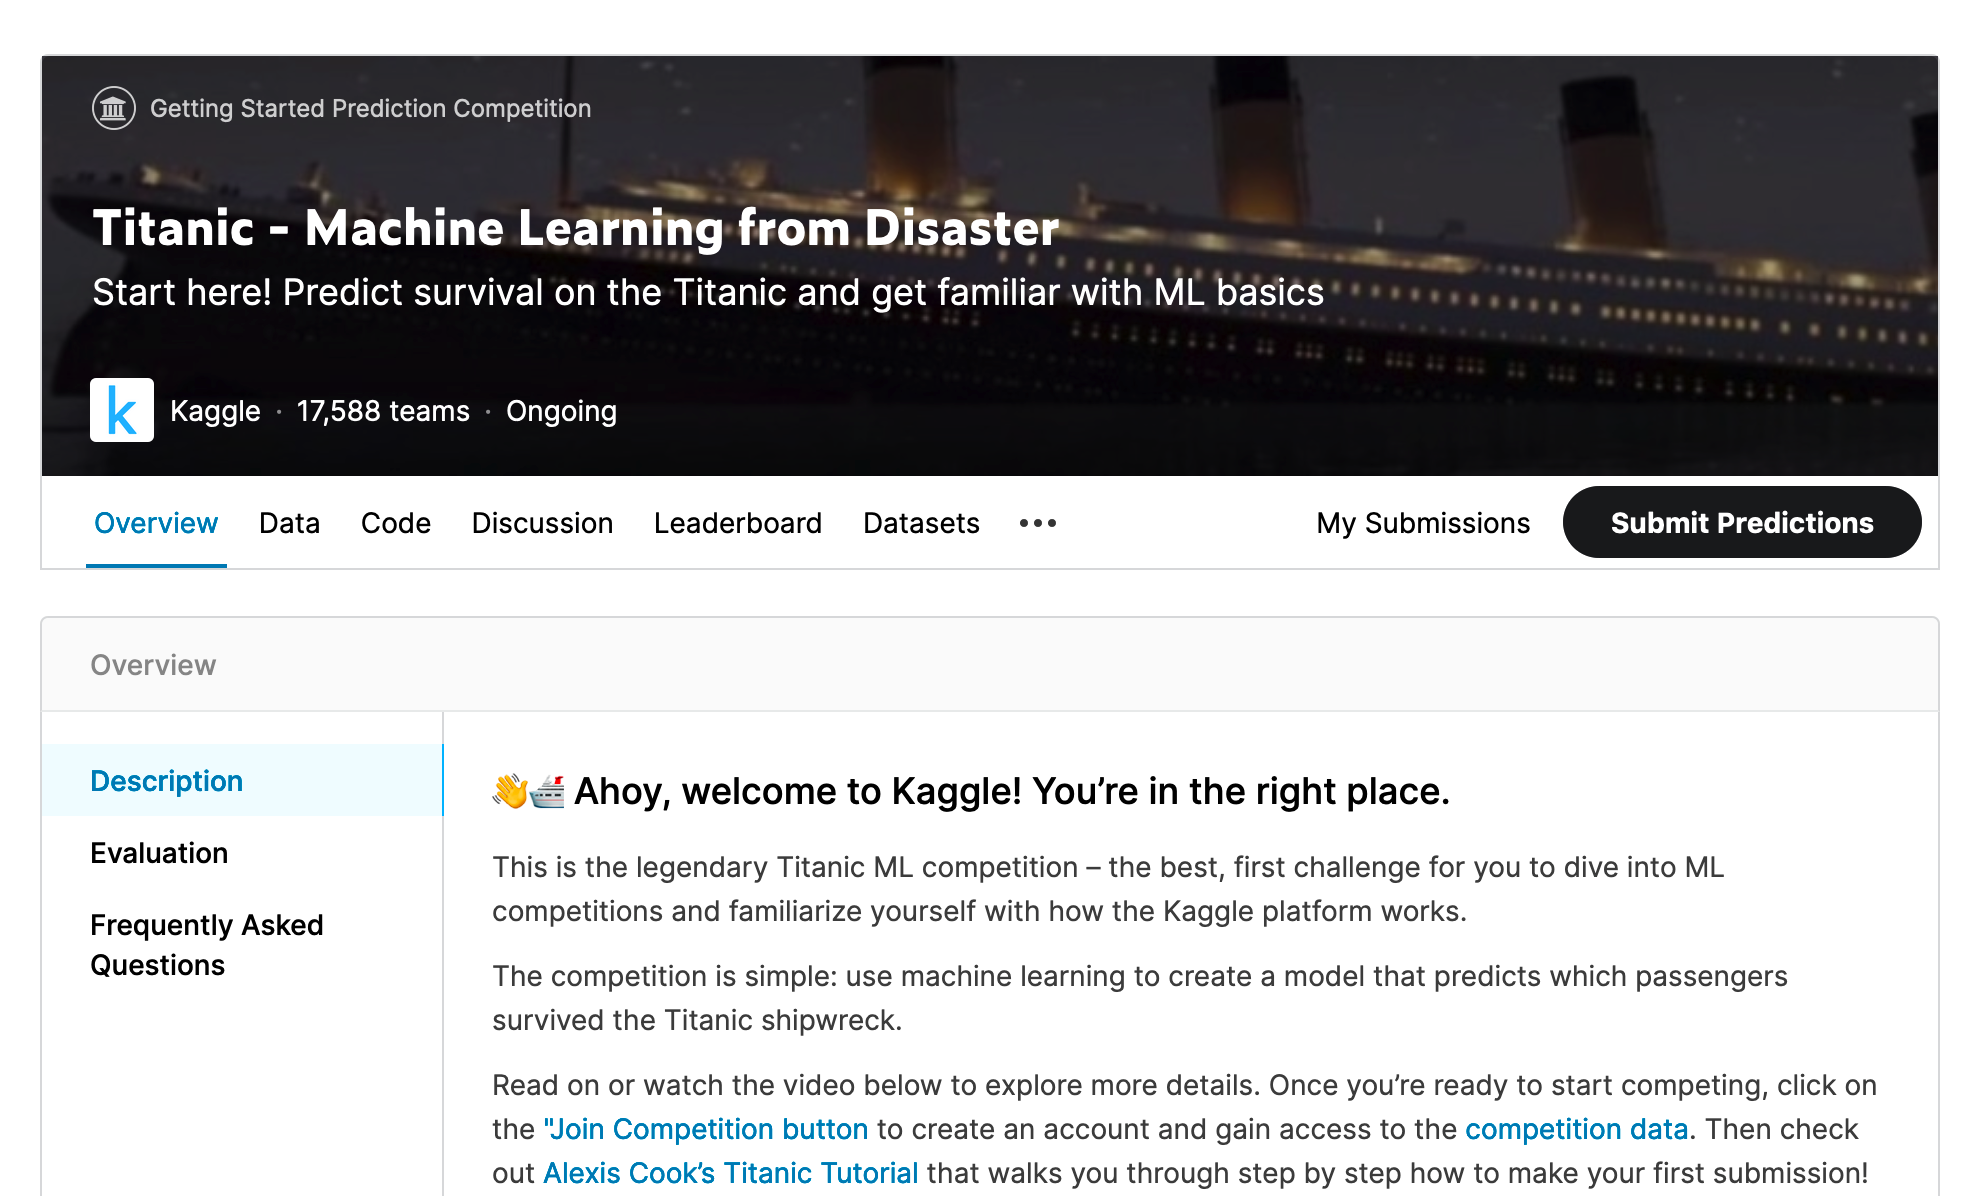 Getting Started Prediction Competition
Titanic - Machine Learning from Disaster
Start here! Predict survival on the Titanic and get familiar with ML basics
k
Kaggle · 17,588 teams · Ongoing
Overview Data Code Discussion Leaderboard Datasets ••• My Submissions Submit Predictions
Overview
Description
Evaluation
Frequently Asked
Questions
👋🚢 Ahoy, welcome to Kaggle! You’re in the right place.
This is the legendary Titanic ML competition – the best, first challenge for you to dive into ML
competitions and familiarize yourself with how the Kaggle platform works.
The competition is simple: use machine learning to create a model that predicts which passengers
survived the Titanic shipwreck.
Read on or watch the video below to explore more details. Once you’re ready to start competing, click on
the "Join Competition button to create an account and gain access to the competition data. Then check
out Alexis Cook’s Titanic Tutorial that walks you through step by step how to make your first submission!